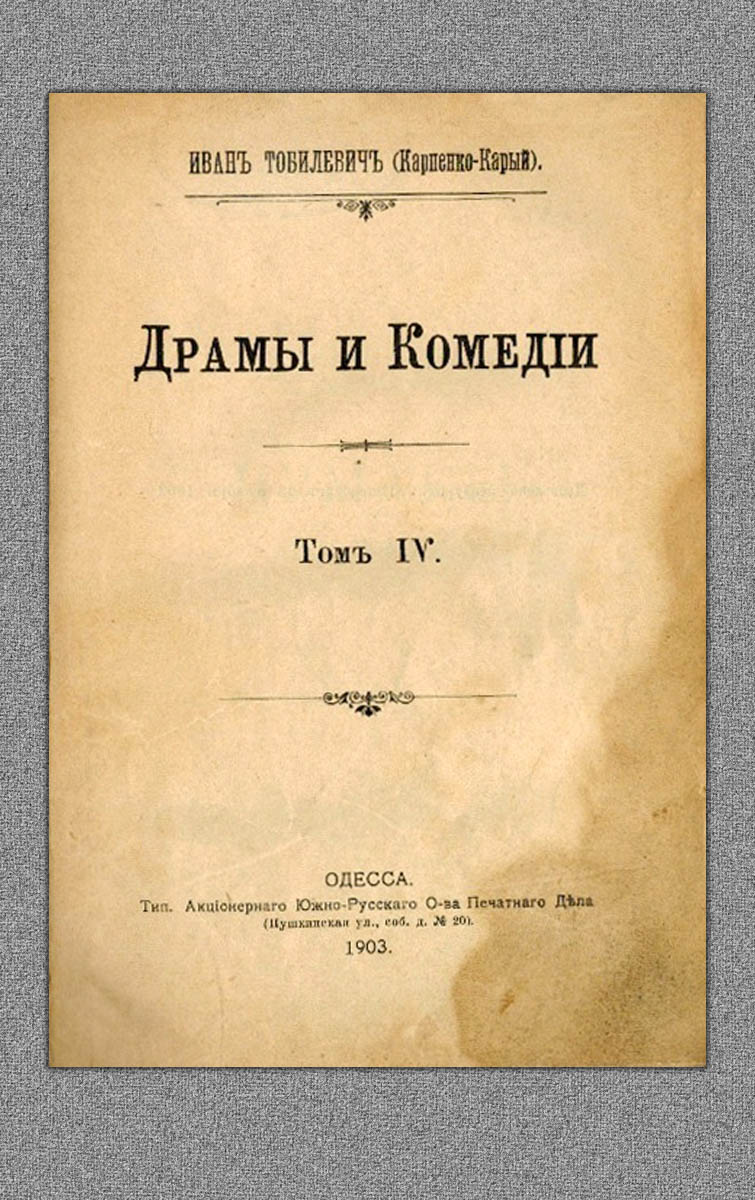 ИВАНЪ ТОБИЛЕВИЧЪ (Карпенко-Карый).
Драмы и Комедіи
Томъ IV.
ОДЕССА.
Тип. Акціонернаго Южно-Русскаго О-ва Печатнаго Дѣла
(Пушкинская ул., соб. д. № 20).
1903.